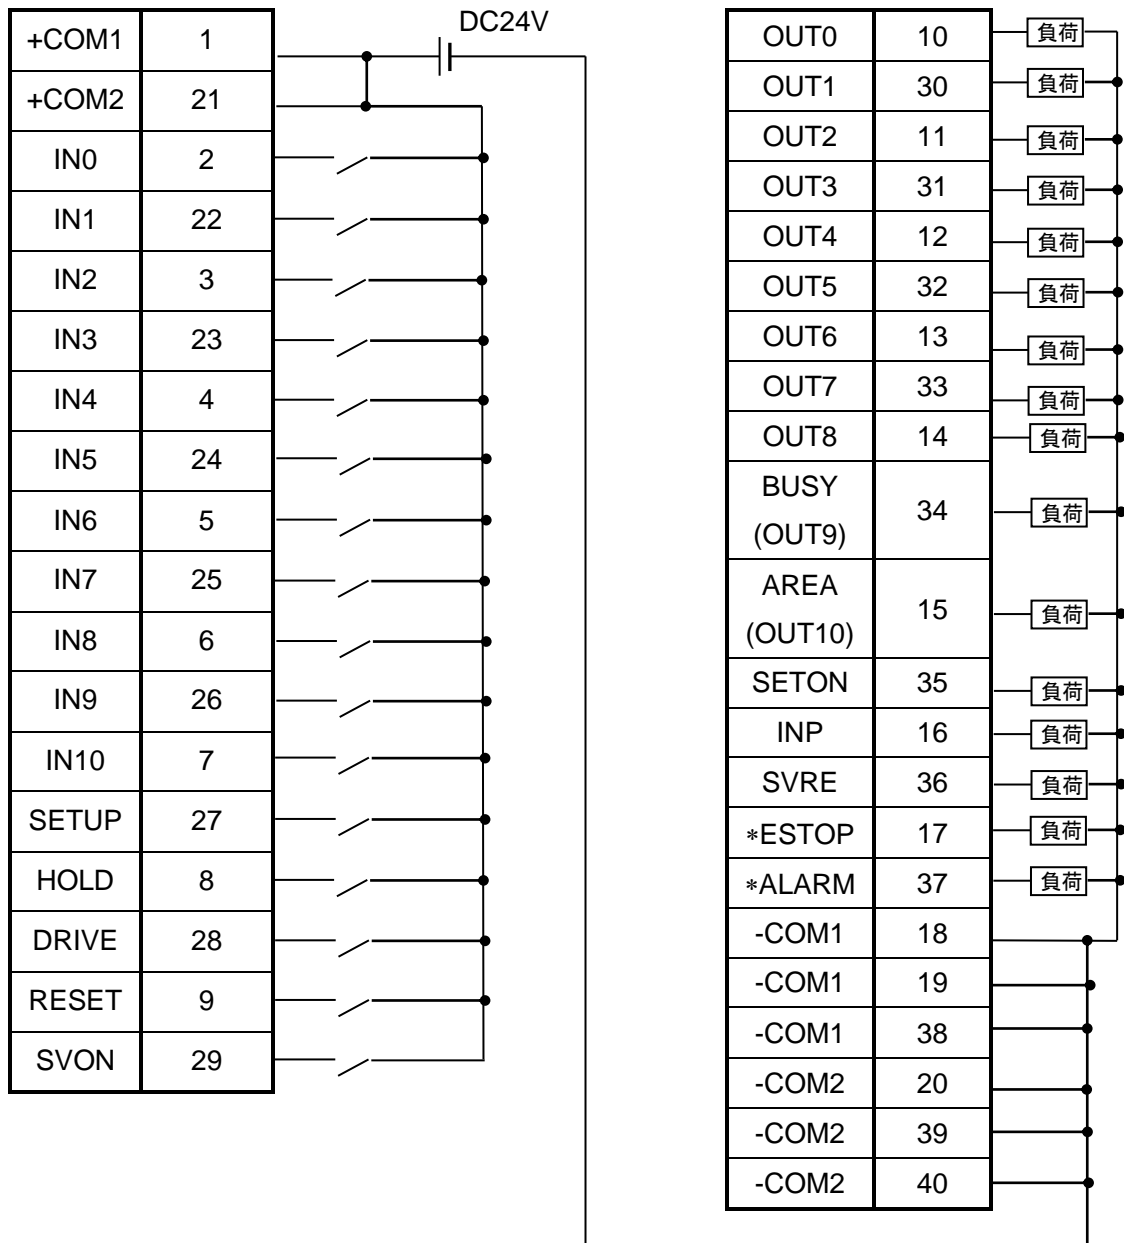 DC24V
+COM1 1
+COM2 21
IN0 2
IN1 22
IN2 3
IN3 23
IN4 4
IN5 24
IN6 5
IN7 25
IN8 6
IN9 26
IN10 7
SETUP 27
HOLD 8
DRIVE 28
RESET 9
SVON 29
OUT0 10 負荷
OUT1 30 負荷
OUT2 11 負荷
OUT3 31 負荷
OUT4 12 負荷
OUT5 32 負荷
OUT6 13 負荷
OUT7 33 負荷
OUT8 14 負荷
BUSY
(OUT9) 34 負荷
AREA
(OUT10) 15 負荷
SETON 35 負荷
INP 16 負荷
SVRE 36 負荷
*ESTOP 17 負荷
*ALARM 37 負荷
-COM1 18
-COM1 19
-COM1 38
-COM2 20
-COM2 39
-COM2 40